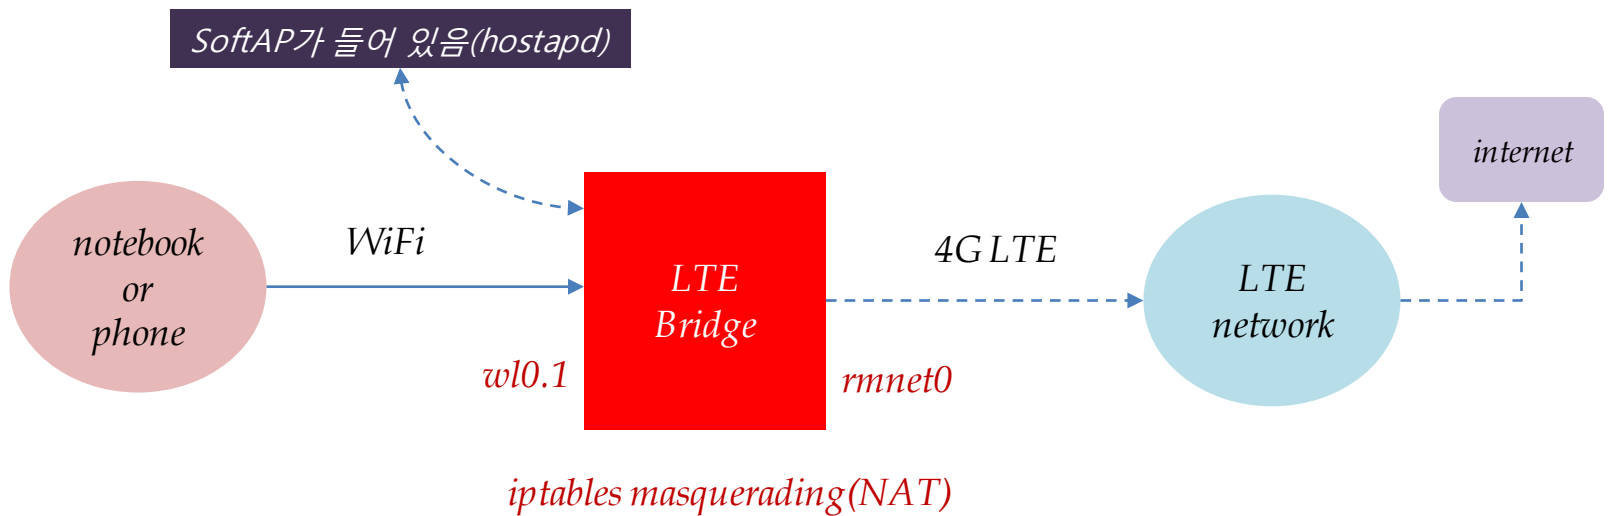 SoftAP가 들어 있음(hostapd)
internet
notebook
or
phone
WiFi
LTE
Bridge
4G LTE
LTE
network
wl0.1
rmnet0
iptables masquerading(NAT)